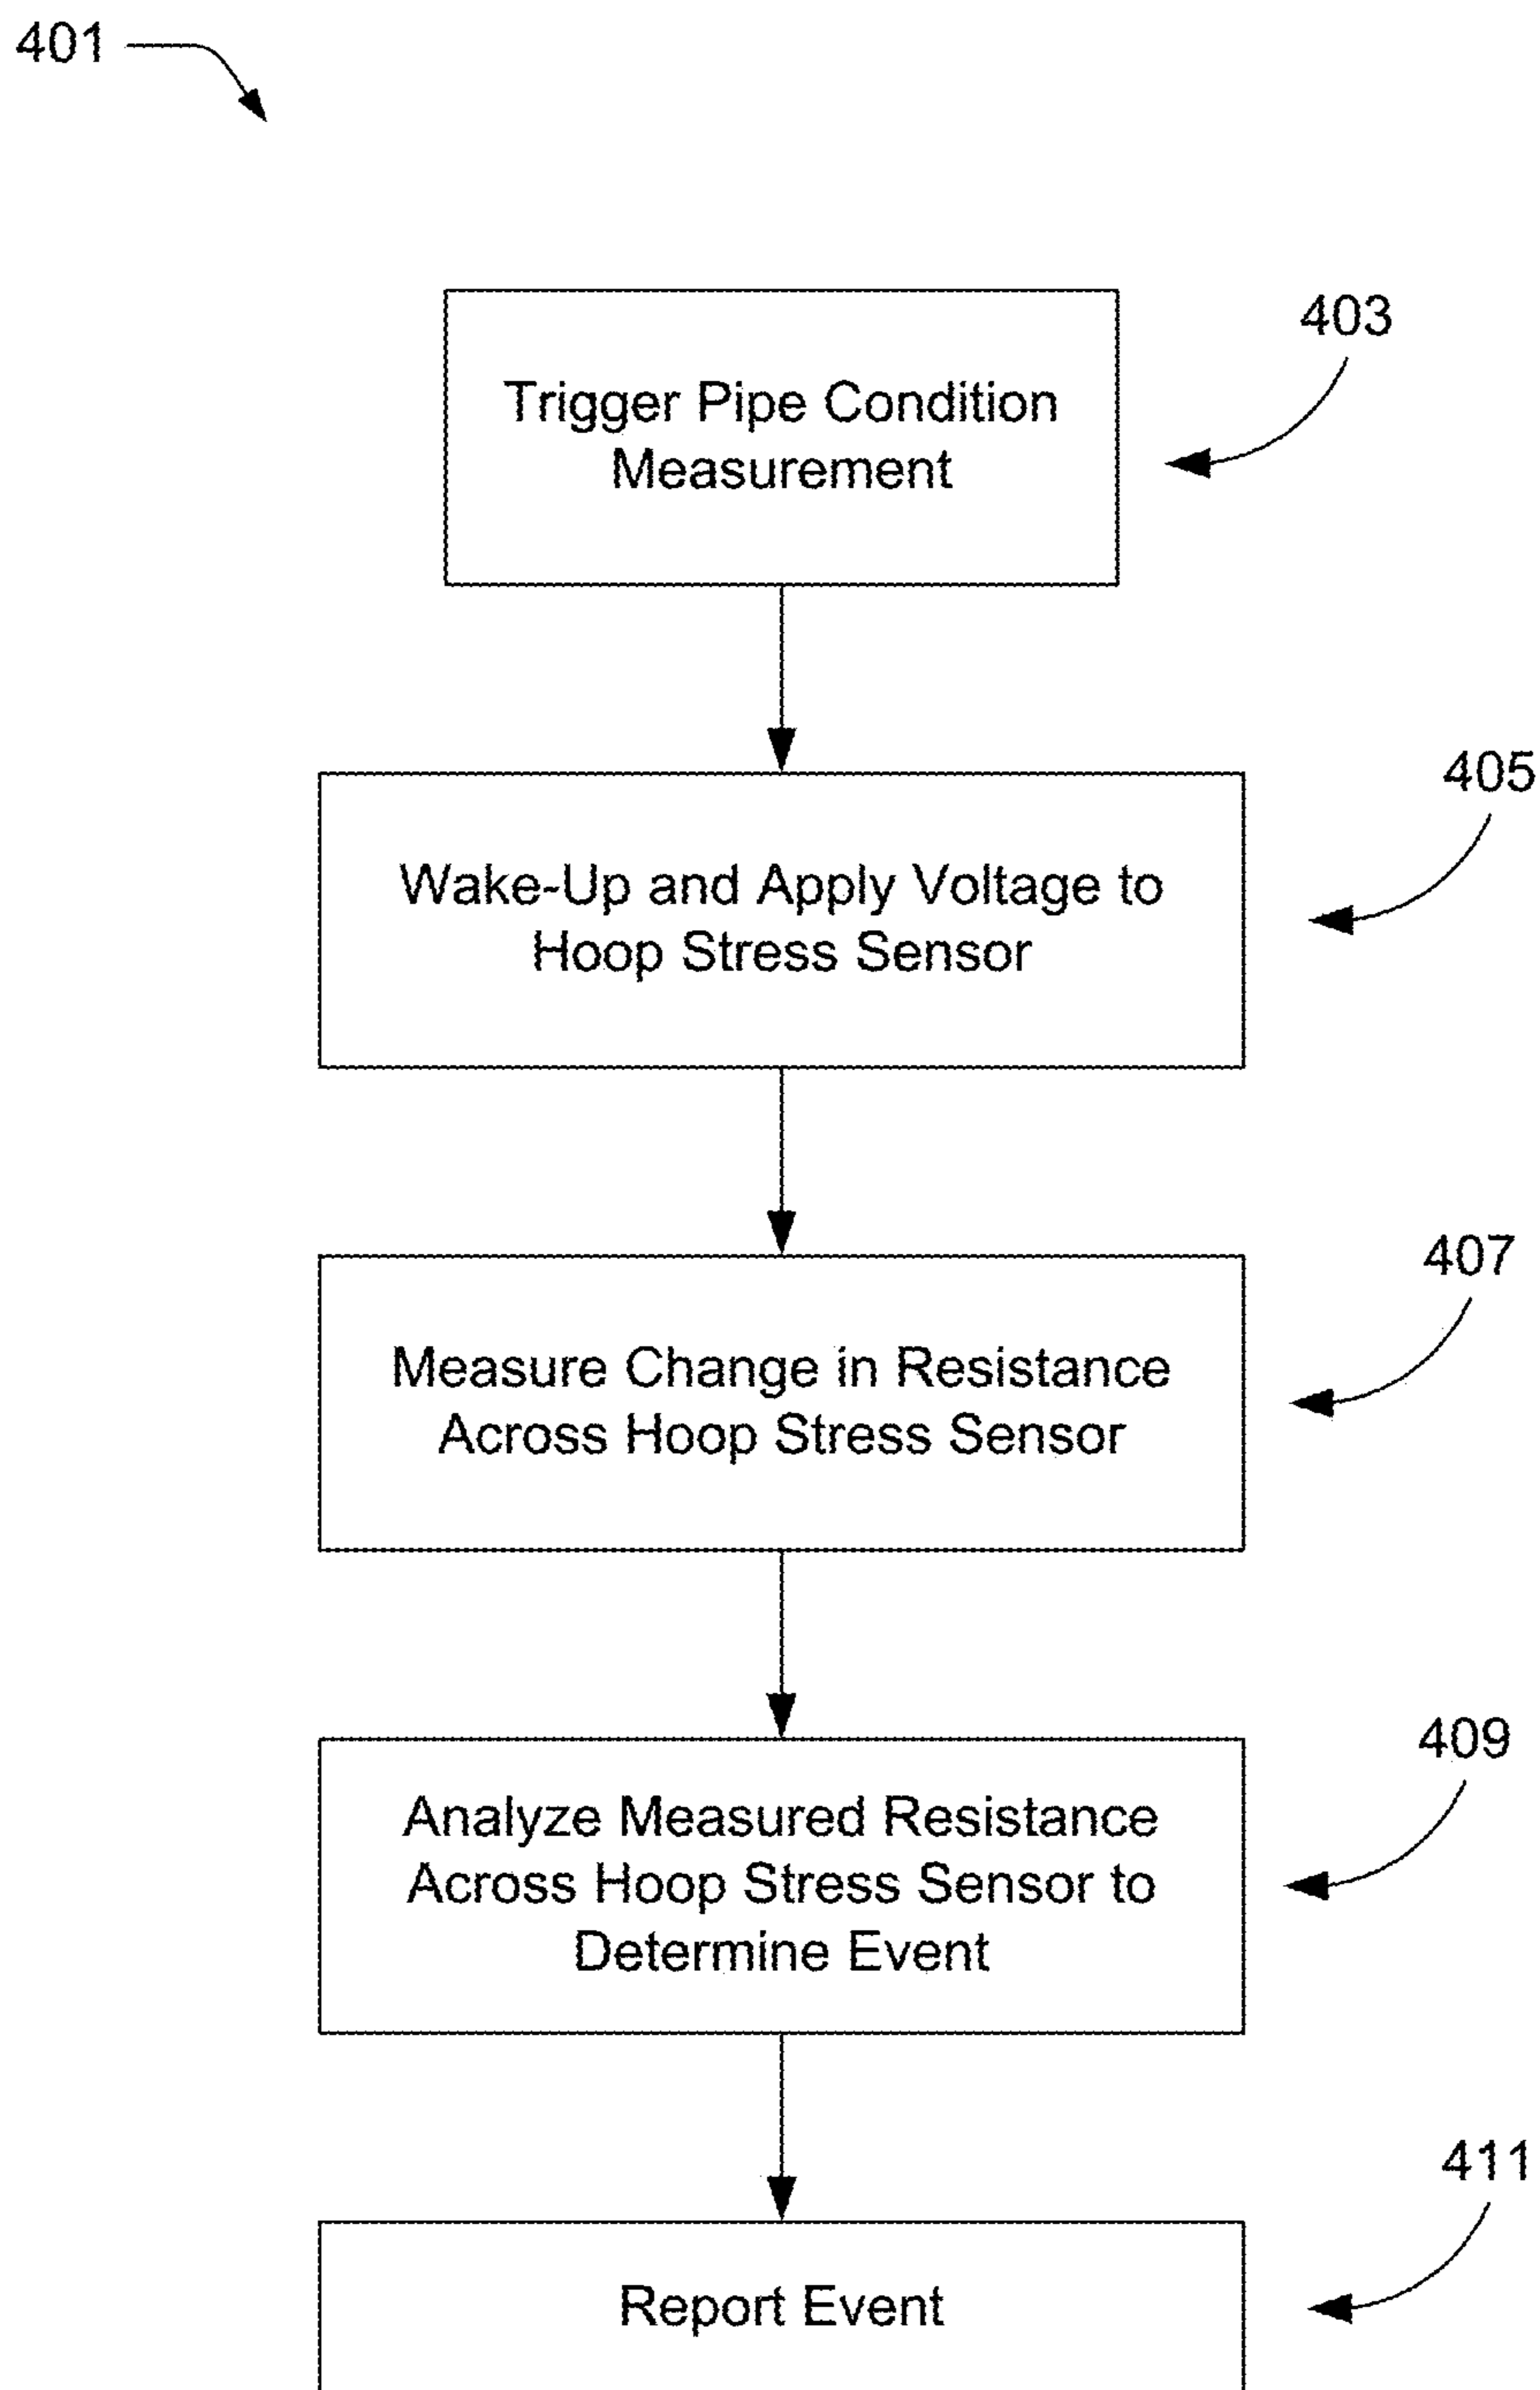 401
403
Trigger Pipe Condition
Measurement
405
Wake-Up and Apply Voltage to
Hoop Stress Sensor
407
Measure Change in Resistance
Across Hoop Stress Sensor
409
Analyze Measured Resistance
Across Hoop Stress Sensor to
Determine Event
411
Report Event